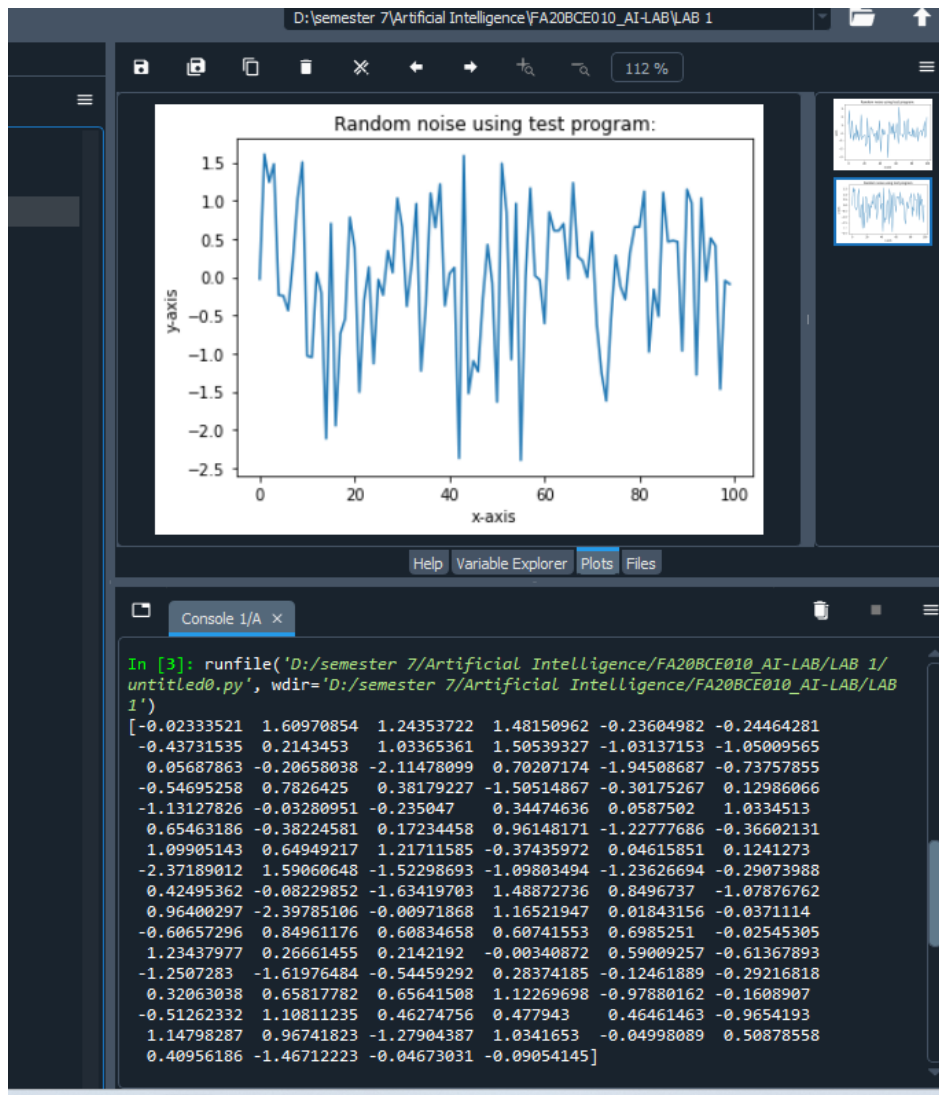 D:\semester 7\Artificial Intelligence\FA20BCE010_AI-LAB\LAB 1
112 %
Random noise using test program:
1.5
1.0
0.5
0.0
−0.5
−1.0
−1.5
−2.0
−2.5
y-axis
0 20 40 60 80 100
x-axis
Help Variable Explorer Plots Files
Console 1/A ×
In [3]: runfile('D:/semester 7/Artificial Intelligence/FA20BCE010_AI-LAB/LAB 1/
untitled0.py', wdir='D:/semester 7/Artificial Intelligence/FA20BCE010_AI-LAB/LAB
1')
[-0.02333521 1.60970854 1.24353722 1.48150962 -0.23604982 -0.24464281
-0.43731535 0.2143453 1.03365361 1.50539327 -1.03137153 -1.05009565
0.05687863 -0.20658038 -2.11478099 0.70207174 -1.94508687 -0.73757855
-0.54695258 0.7826425 0.38179227 -1.50514867 -0.30175267 0.12986066
-1.13127826 -0.03280951 -0.235047 0.34474636 0.0587502 1.0334513
0.65463186 -0.38224581 0.17234458 0.96148171 -1.22777686 -0.36602131
1.09905143 0.64949217 1.21711585 -0.37435972 0.04615851 0.1241273
-2.37189012 1.59060648 -1.52298693 -1.09803494 -1.23626694 -0.29073988
0.42495362 -0.08229852 -1.63419703 1.48872736 0.8496737 -1.07876762
0.96400297 -2.39785106 -0.00971868 1.16521947 0.01843156 -0.0371114
-0.60657296 0.84961176 0.60834658 0.60741553 0.6985251 -0.02545305
1.23437977 0.26661455 0.2142192 -0.00340872 0.59009257 -0.61367893
-1.2507283 -1.61976484 -0.54459292 0.28374185 -0.12461889 -0.29216818
0.32063038 0.65817782 0.65641508 1.12269698 -0.97880162 -0.1608907
-0.51262332 1.10811235 0.46274756 0.477943 0.46461463 -0.9654193
1.14798287 0.96741823 -1.27904387 1.0341653 -0.04998089 0.50878558
0.40956186 -1.46712223 -0.04673031 -0.09054145]